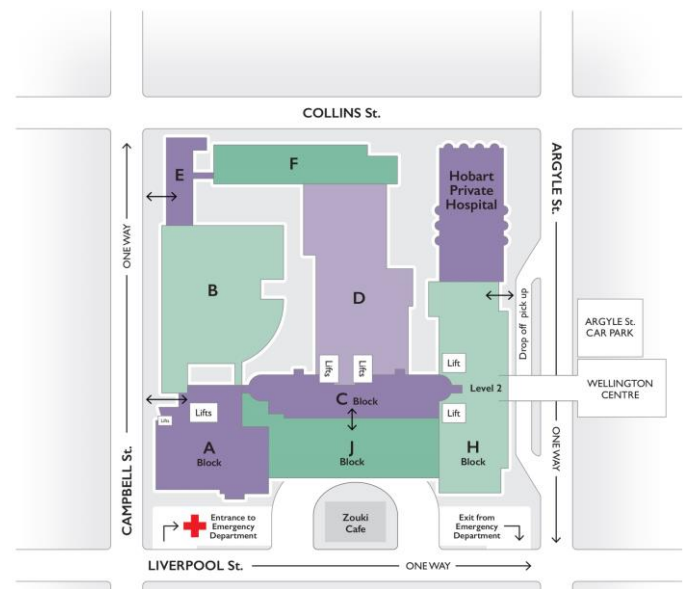 COLLINS St.
E
F
Hobart
Private
Hospital
ARGYLE St.
ONE WAY
B
D
Drop off pick up
ARGYLE St.
CAR PARK
Lifts
Lifts
Lift
Level 2
WELLINGTON
CENTRE
C Block
Lifts
Lifts
Lift
A
Block
J
Block
H
Block
CAMPBELL St.
ONE WAY
Entrance to
Emergency
Department
Zouki
Cafe
Exit from
Emergency
Department
LIVERPOOL St.
ONE WAY